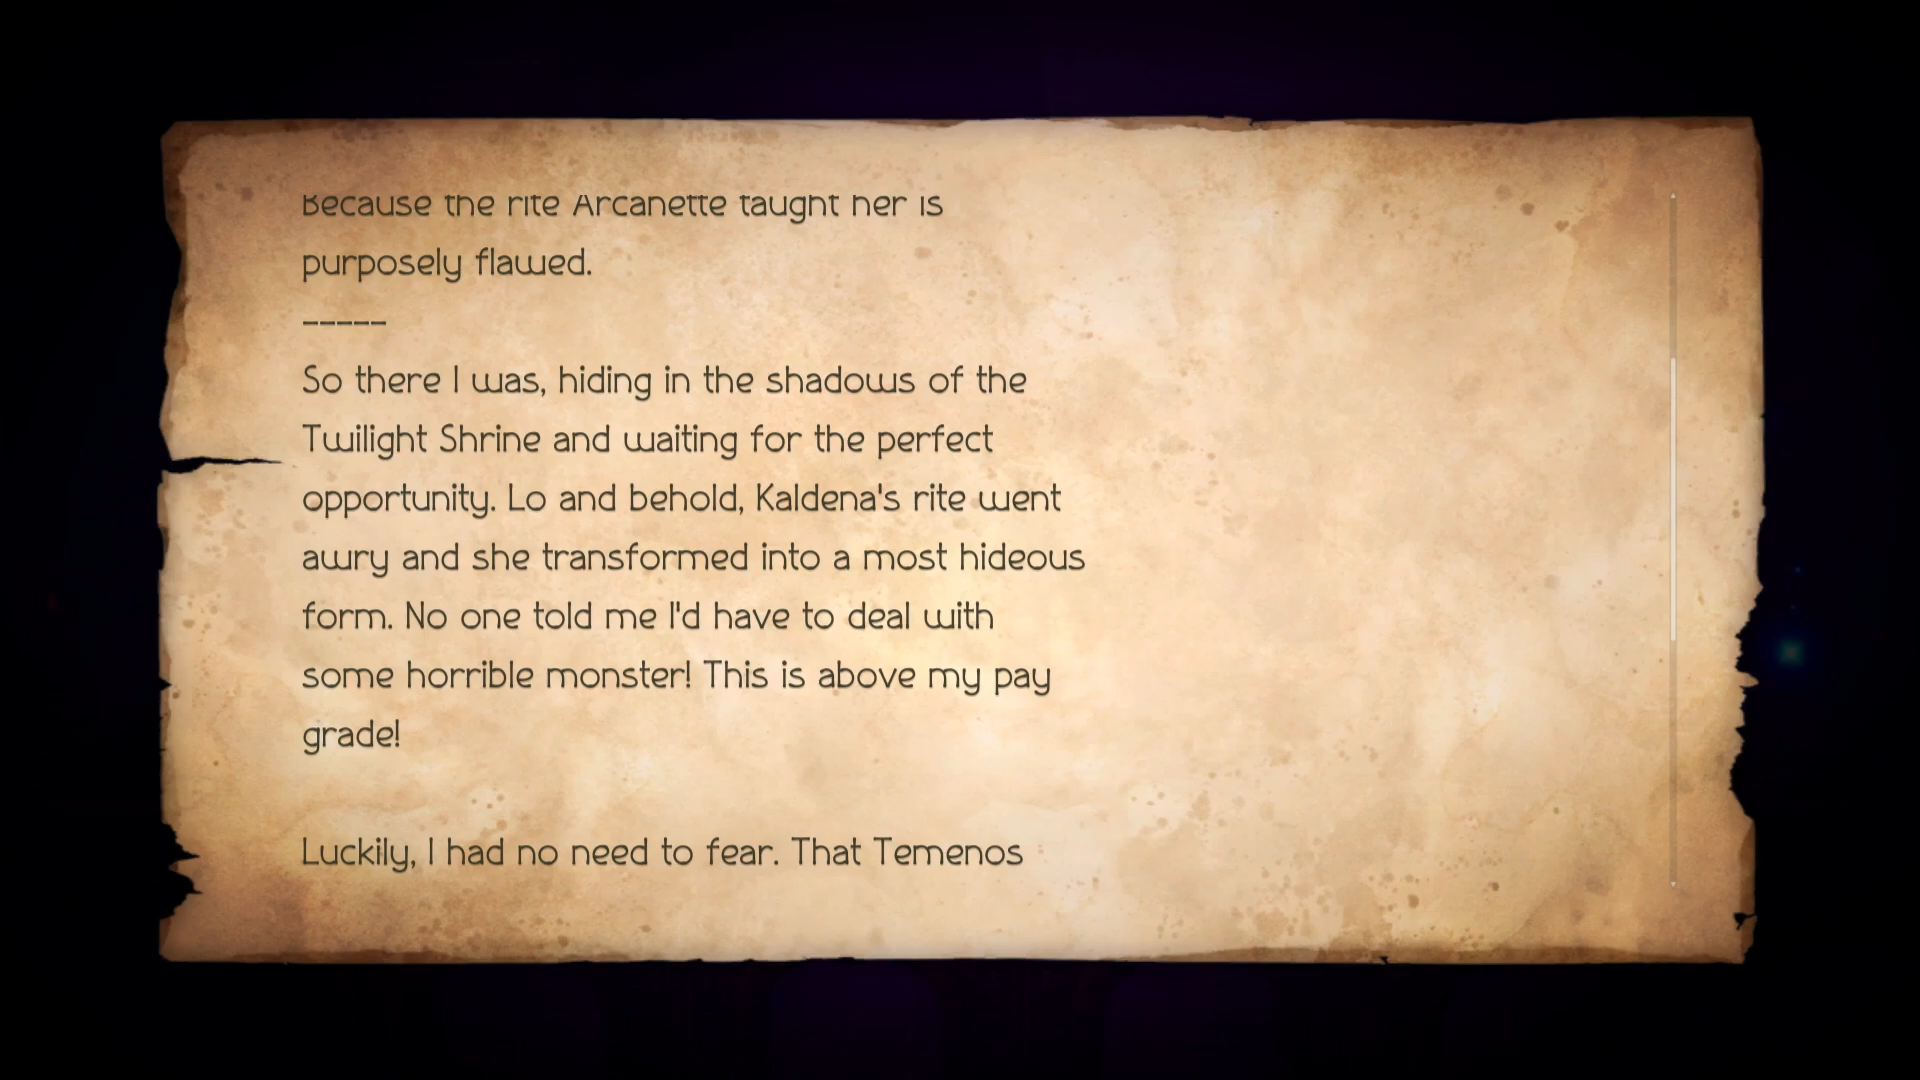 Because the rite Arcanette taught her is
purposely flawed.
-----
So there I was, hiding in the shadows of the
Twilight Shrine and waiting for the perfect
opportunity. Lo and behold, Kaldena's rite went
awry and she transformed into a most hideous
form. No one told me I'd have to deal with
some horrible monster! This is above my pay
grade!
Luckily, I had no need to fear. That Temenos